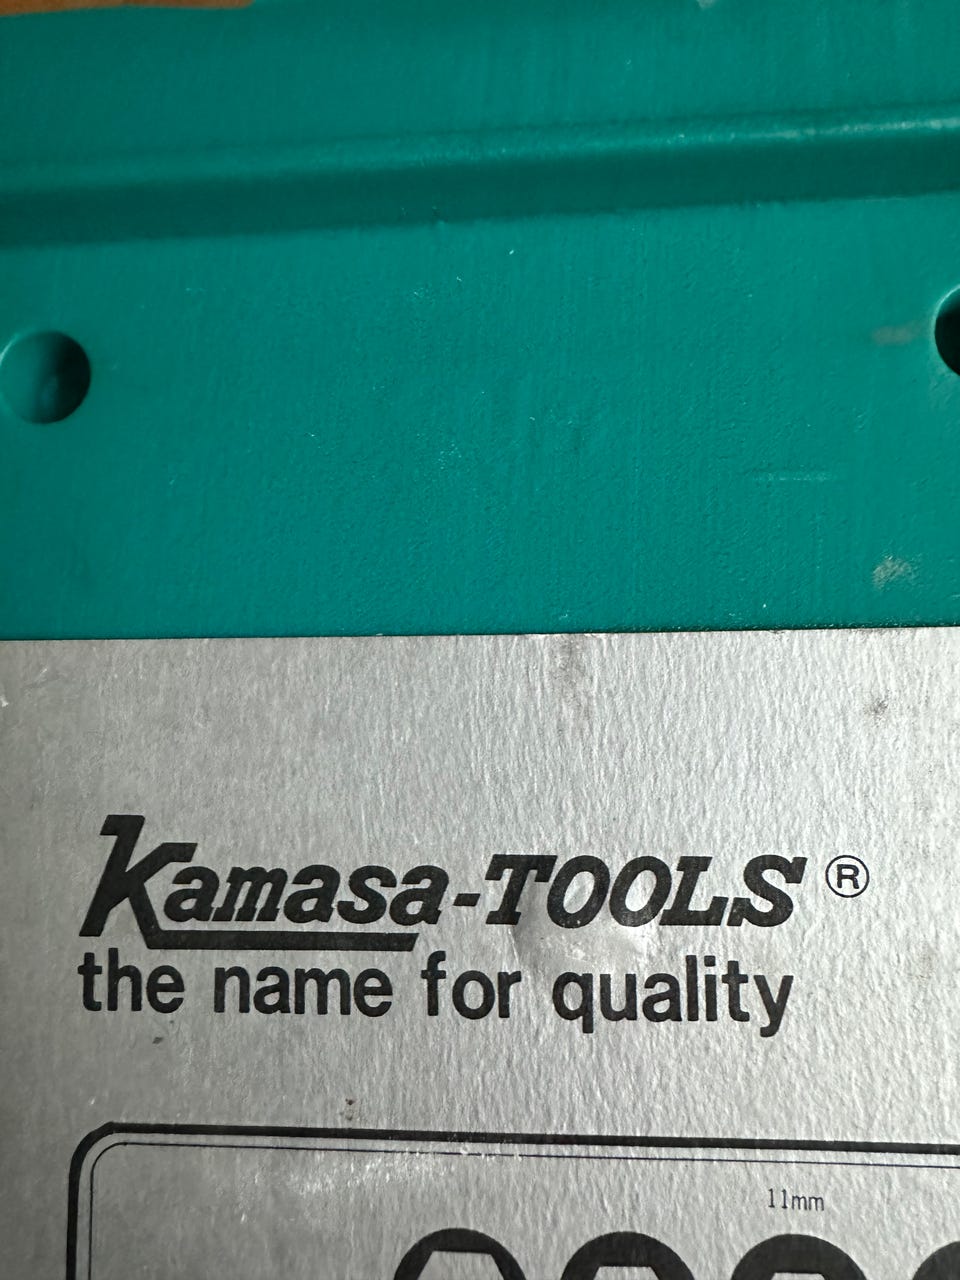 Kamasa-TOOLS ®
the name for quality
11mm